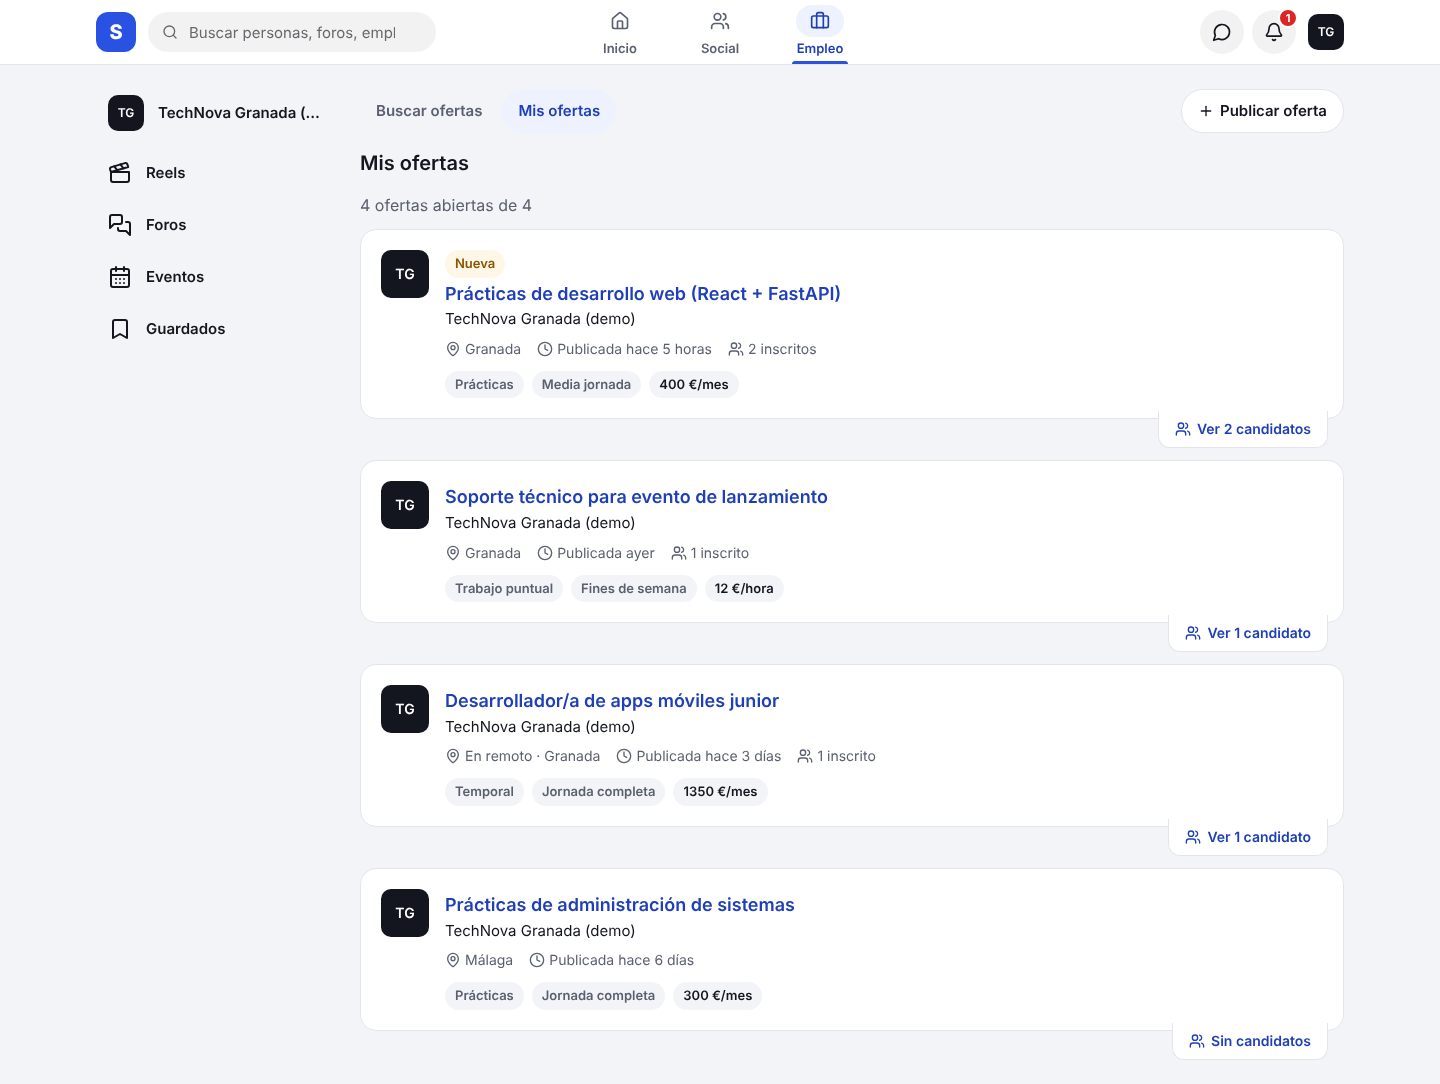 S
Buscar personas, foros, empl
Inicio
Social
Empleo
1
TG
TG
TechNova Granada (...
Reels
Foros
Eventos
Guardados
Buscar ofertas
Mis ofertas
+ Publicar oferta
Mis ofertas
4 ofertas abiertas de 4
TG
Nueva
Prácticas de desarrollo web (React + FastAPI)
TechNova Granada (demo)
Granada Publicada hace 5 horas 2 inscritos
Prácticas Media jornada 400 €/mes
Ver 2 candidatos
TG
Soporte técnico para evento de lanzamiento
TechNova Granada (demo)
Granada Publicada ayer 1 inscrito
Trabajo puntual Fines de semana 12 €/hora
Ver 1 candidato
TG
Desarrollador/a de apps móviles junior
TechNova Granada (demo)
En remoto · Granada Publicada hace 3 días 1 inscrito
Temporal Jornada completa 1350 €/mes
Ver 1 candidato
TG
Prácticas de administración de sistemas
TechNova Granada (demo)
Málaga Publicada hace 6 días
Prácticas Jornada completa 300 €/mes
Sin candidatos